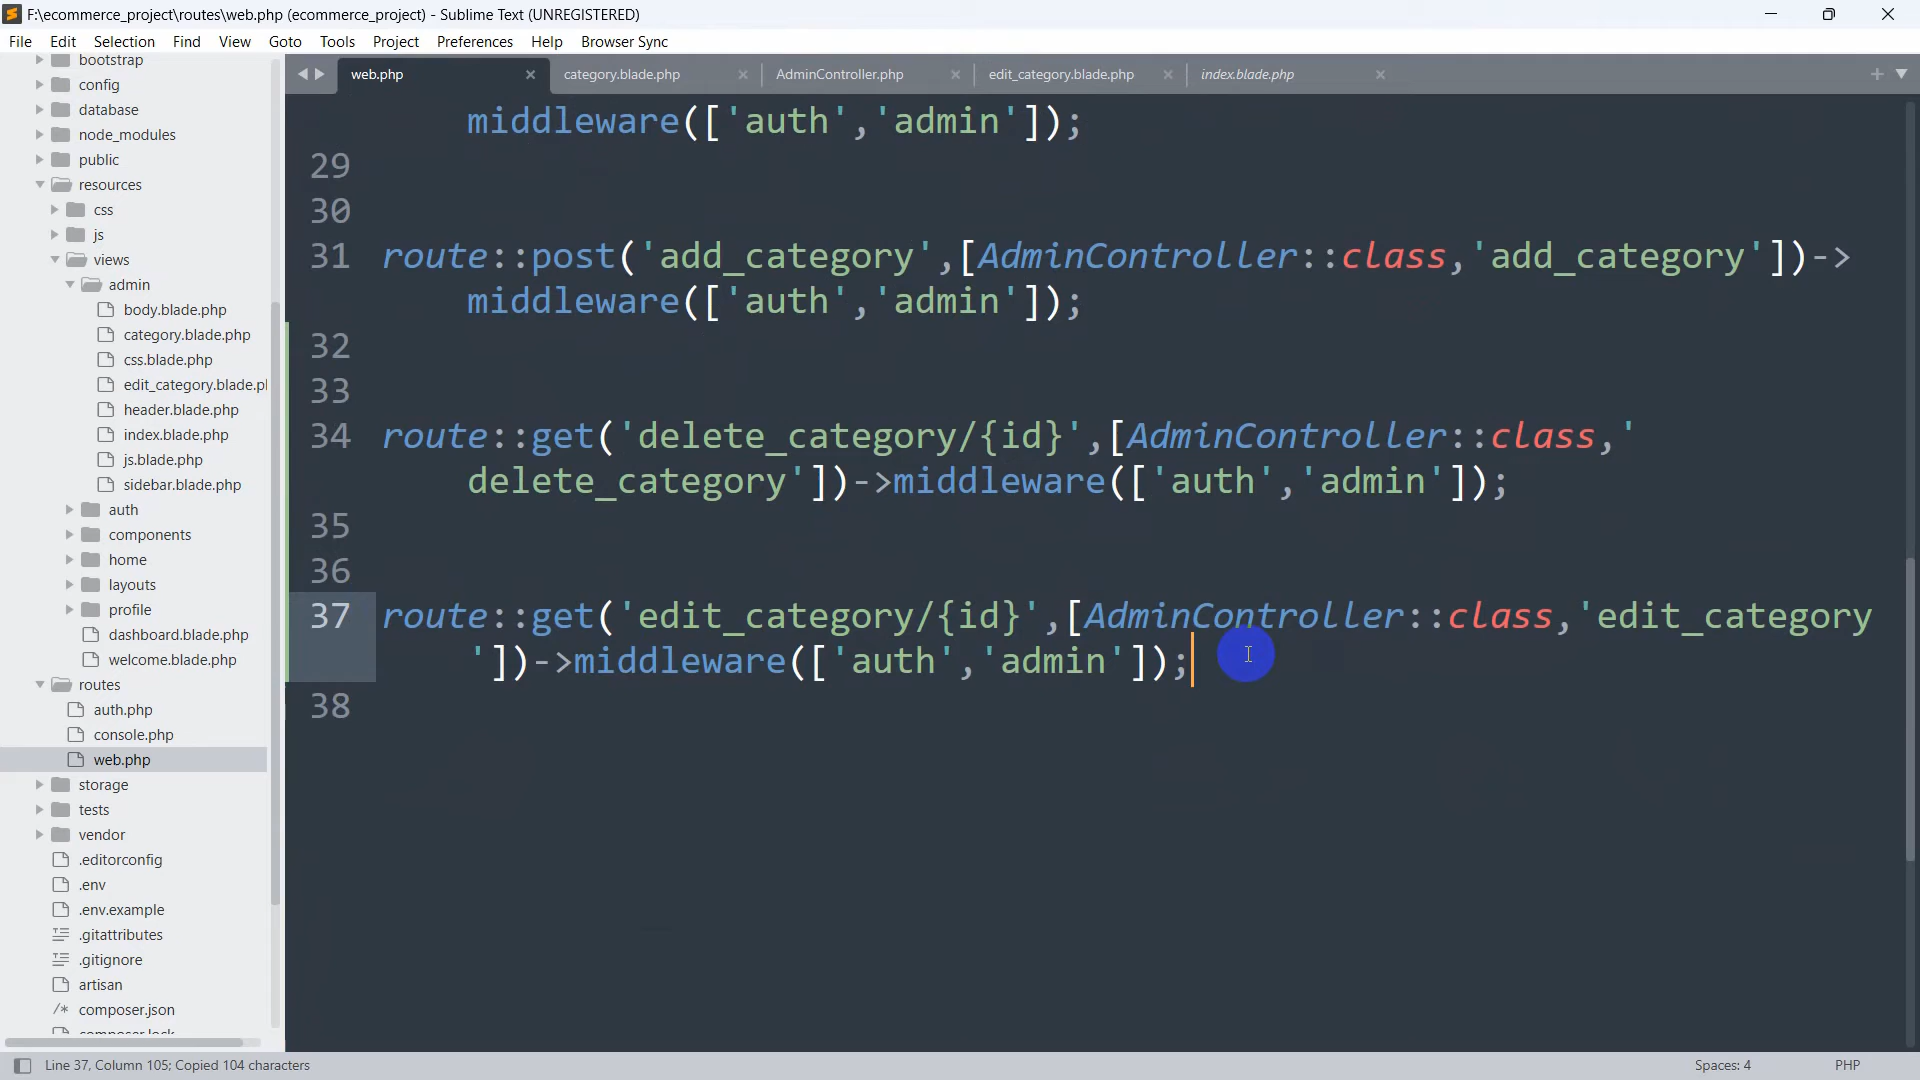 F:\ecommerce_project\routes\web.php (ecommerce_project) - Sublime Text (UNREGISTERED)
File Edit Selection Find View Goto Tools Project Preferences Help Browser Sync
web.php category.blade.php AdminController.php edit_category.blade.php index.blade.php
bootstrap
config
database
node_modules
public
resources
css
js
views
admin
body.blade.php
category.blade.php
css.blade.php
edit_category.blade.pl
header.blade.php
index.blade.php
js.blade.php
sidebar.blade.php
auth
components
home
layouts
profile
dashboard.blade.php
welcome.blade.php
routes
auth.php
console.php
web.php
storage
tests
vendor
.editorconfig
.env
.env.example
.gitattributes
.gitignore
artisan
composer.json
composer.lock
middleware(['auth','admin']);
29
30
31 route::post('add_category',[AdminController::class,'add_category'])->
middleware(['auth','admin']);
32
33
34 route::get('delete_category/{id}',[AdminController::class,'
delete_category'])->middleware(['auth','admin']);
35
36
37 route::get('edit_category/{id}',[AdminController::class,'edit_category
'])->middleware(['auth','admin']);
38
Line 37, Column 105; Copied 104 characters Spaces: 4 PHP